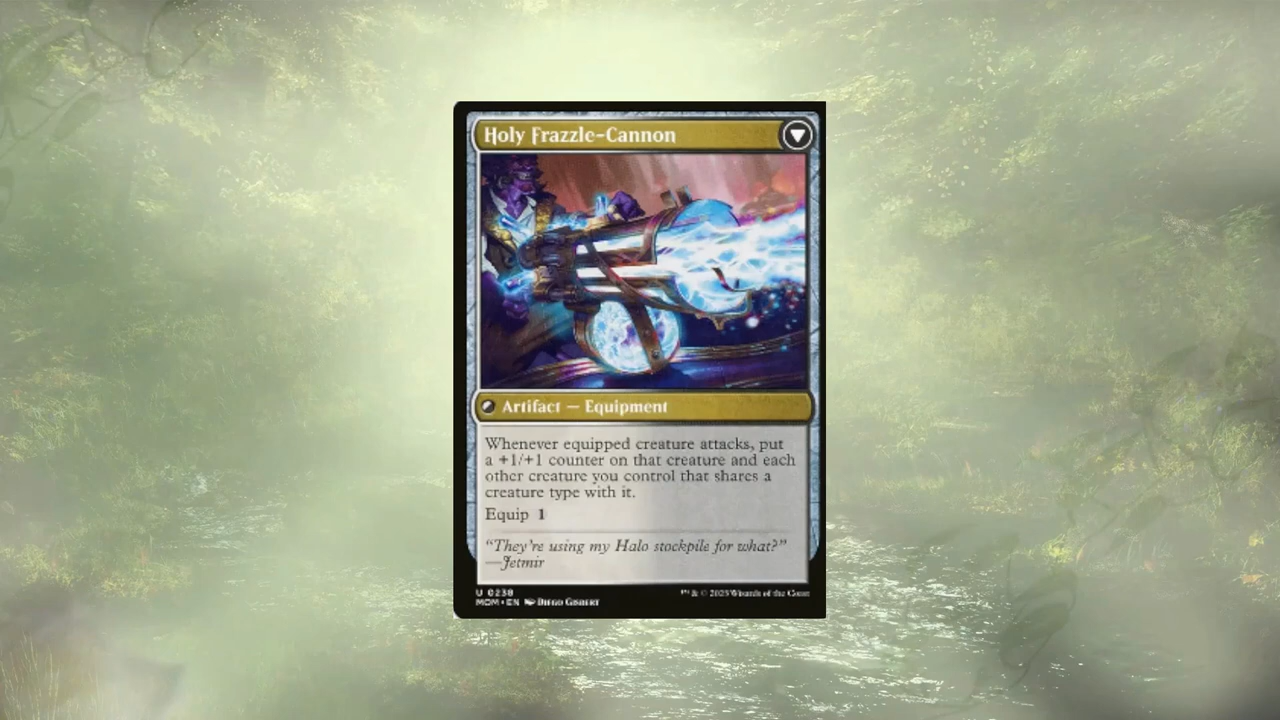 Holy Frazzle-Cannon
Artifact — Equipment
Whenever equipped creature attacks, put
a +1/+1 counter on that creature and each
other creature you control that shares a
creature type with it.
Equip 1
"They're using my Halo stockpile for what?"
—Jetmir
U 0238
MOM • EN Diego Gisbert
™ & © 2023 Wizards of the Coast